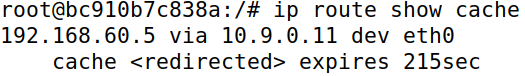 root@bc910b7c838a:/# ip route show cache
192.168.60.5 via 10.9.0.11 dev eth0
    cache <redirected> expires 215sec